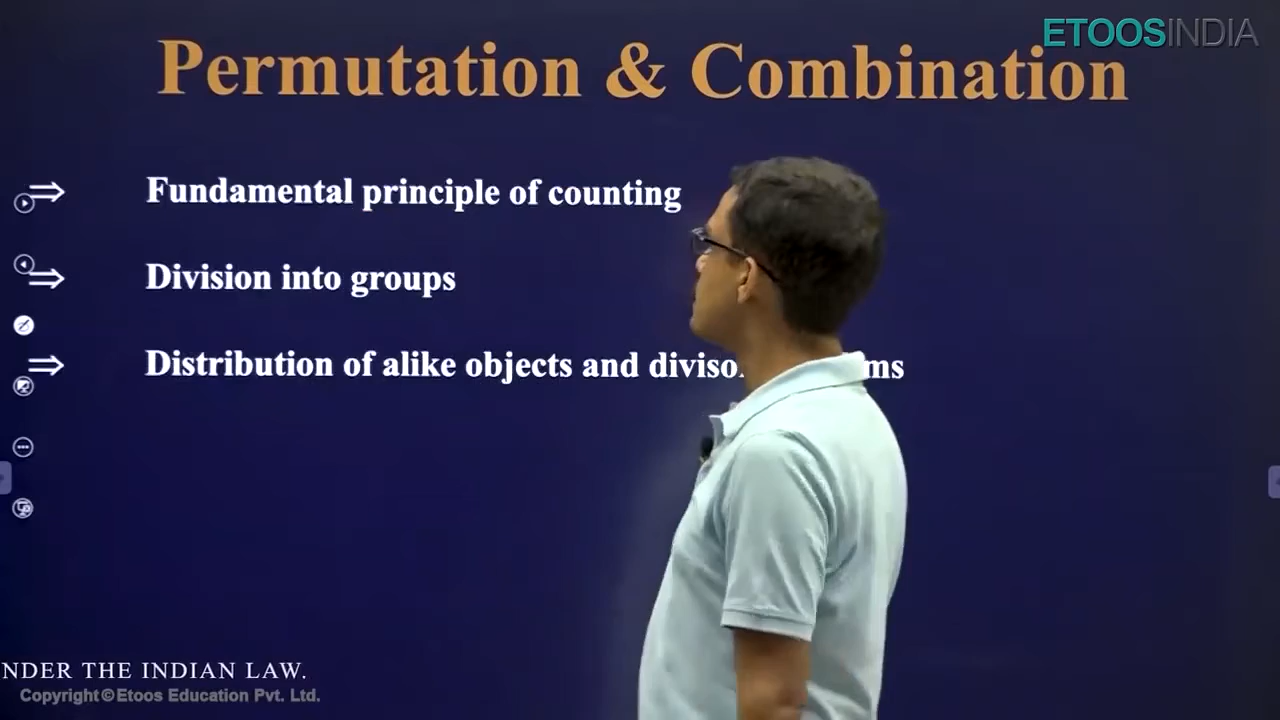 ETOOSINDIA
Permutation & Combination
⇒ Fundamental principle of counting
⇒ Division into groups
⇒ Distribution of alike objects and
NDER THE INDIAN LAW.
Copyright © Etoos Education Pvt. Ltd.